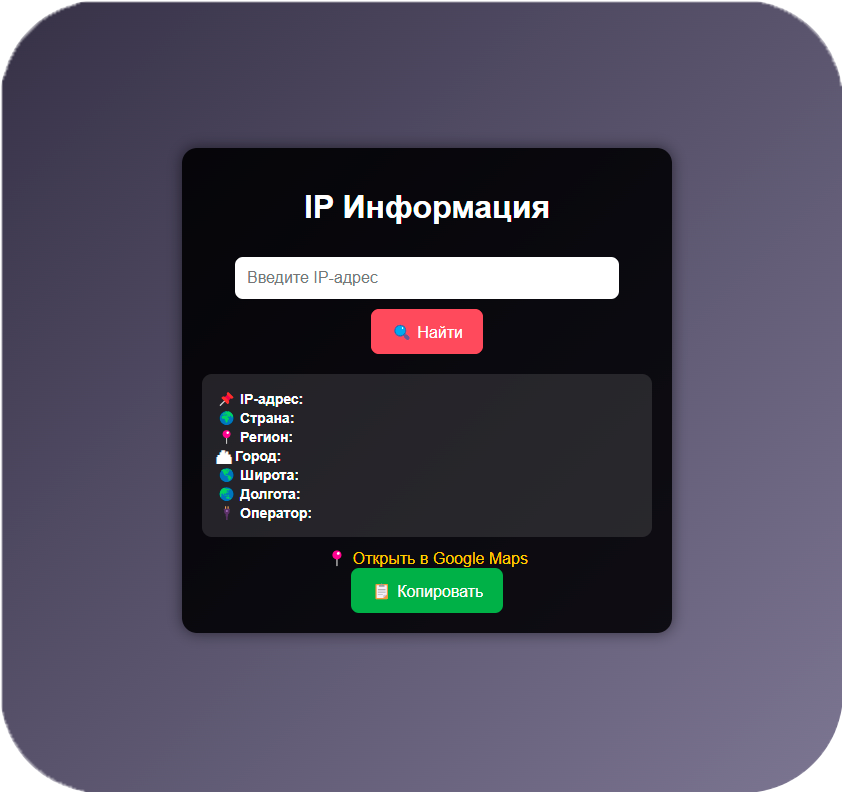 IP Информация
Введите IP-адрес
🔍 Найти
📌 IP-адрес:
🌍 Страна:
📍 Регион:
Город:
🌎 Широта:
🌏 Долгота:
Оператор:
📍 Открыть в Google Maps
📋 Копировать